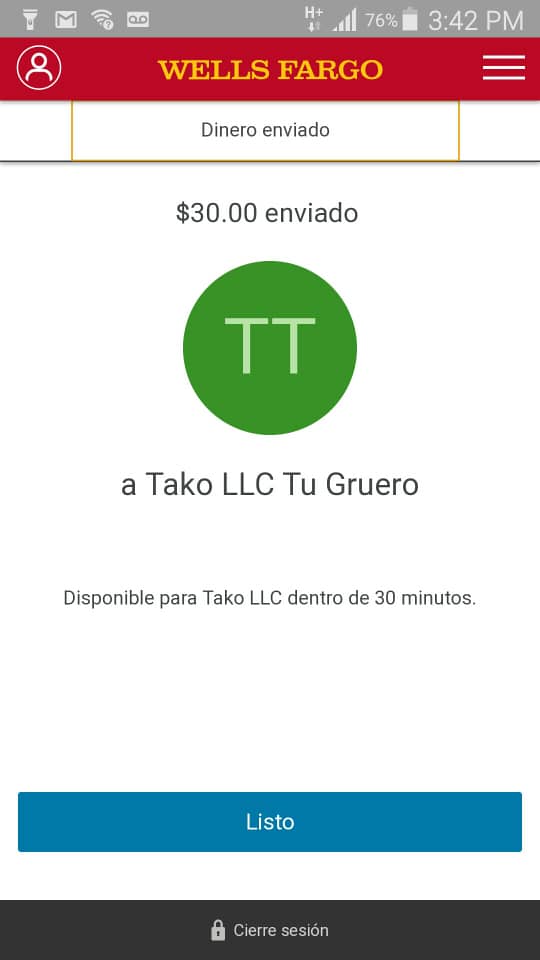 H+ 76% 3:42 PM
WELLS FARGO
Dinero enviado
$30.00 enviado
TT
a Tako LLC Tu Gruero
Disponible para Tako LLC dentro de 30 minutos.
Listo
Cierre sesión